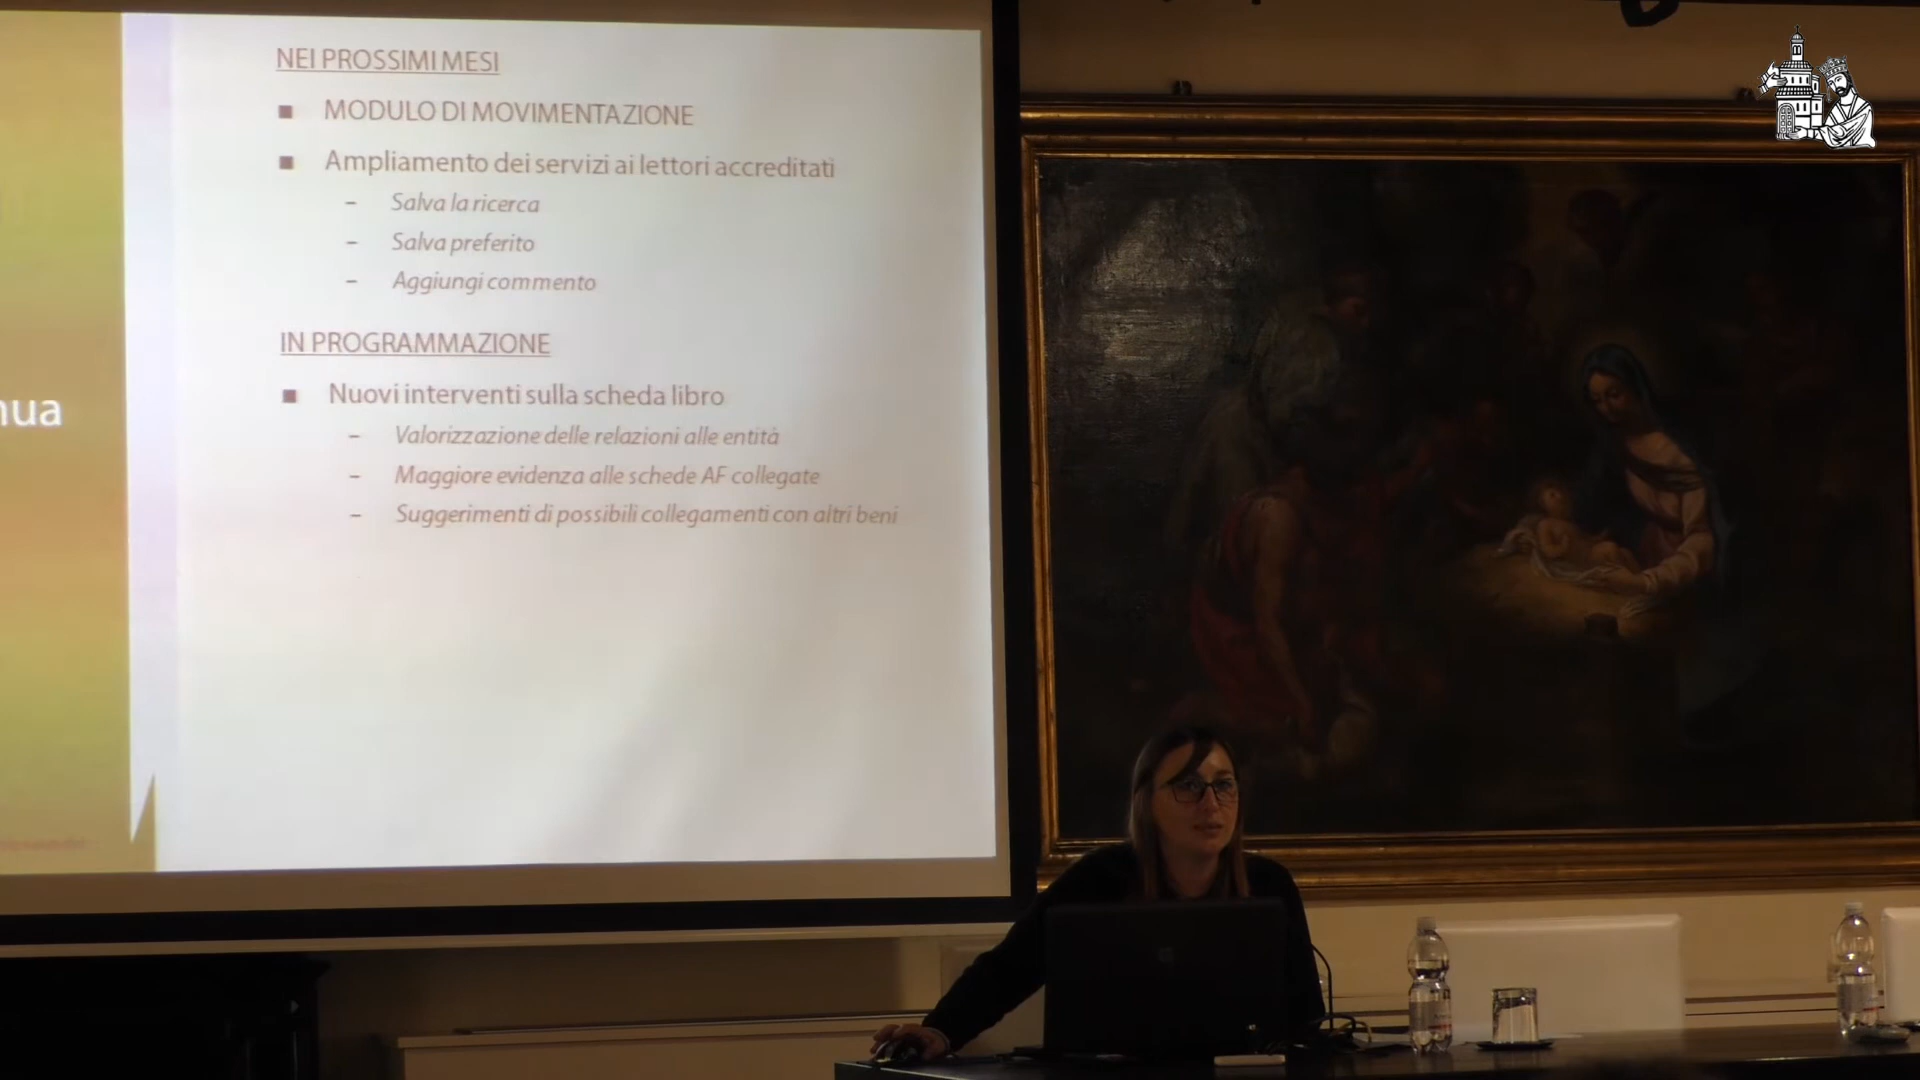 NEI PROSSIMI MESI
MODULO DI MOVIMENTAZIONE
Ampliamento dei servizi ai lettori accreditati
Salva la ricerca
Salva preferito
Aggiungi commento
IN PROGRAMMAZIONE
Nuovi interventi sulla scheda libro
Valorizzazione delle relazioni alle entità
Maggiore evidenza alle schede AF collegate
Suggerimenti di possibili collegamenti con altri beni
nua